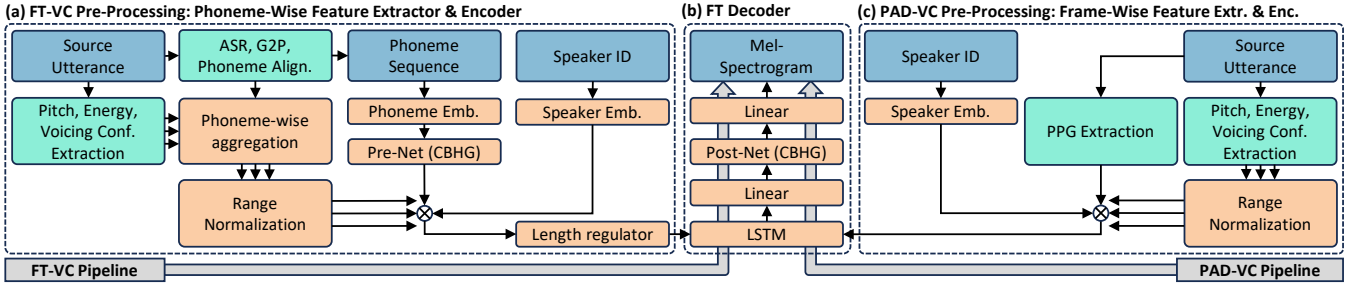 (a) FT-VC Pre-Processing: Phoneme-Wise Feature Extractor & Encoder
Source
Utterance
ASR, G2P,
Phoneme Align.
Phoneme
Sequence
Speaker ID
Pitch, Energy,
Voicing Conf.
Extraction
Phoneme-wise
aggregation
Phoneme Emb.
Speaker Emb.
Pre-Net (CBHG)
Range
Normalization
Length regulator
FT-VC Pipeline
(b) FT Decoder
Mel-
Spectrogram
Linear
Post-Net (CBHG)
Linear
LSTM
(c) PAD-VC Pre-Processing: Frame-Wise Feature Extr. & Enc.
Speaker ID
Source
Utterance
Speaker Emb.
PPG Extraction
Pitch, Energy,
Voicing Conf.
Extraction
Range
Normalization
PAD-VC Pipeline